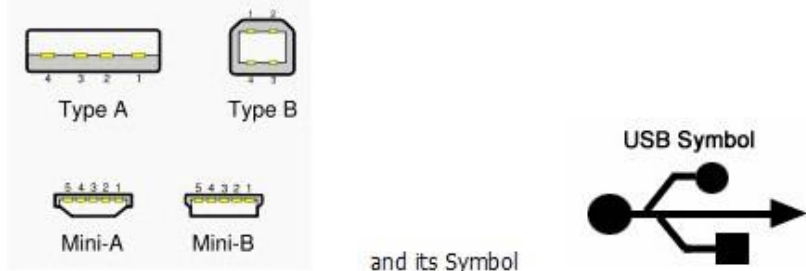 4 3 2 1
Type A
1 2
4 3
Type B
5 4 3 2 1
Mini-A
5 4 3 2 1
Mini-B
and its Symbol
USB Symbol